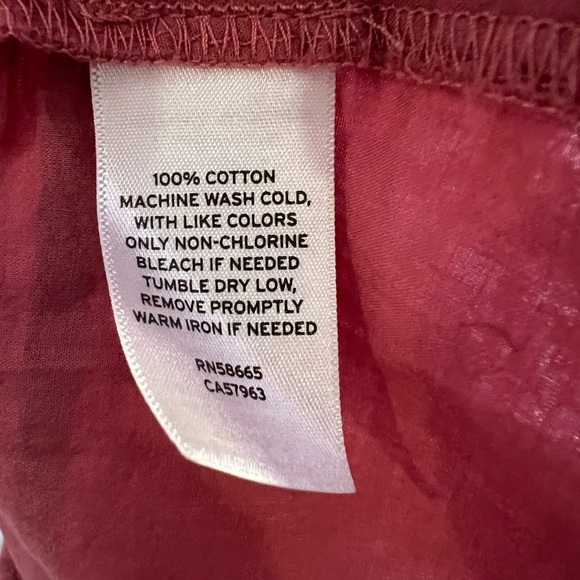 100% COTTON
MACHINE WASH COLD,
WITH LIKE COLORS
ONLY NON-CHLORINE
BLEACH IF NEEDED
TUMBLE DRY LOW,
REMOVE PROMPTLY
WARM IRON IF NEEDED
RN58665
CA57963